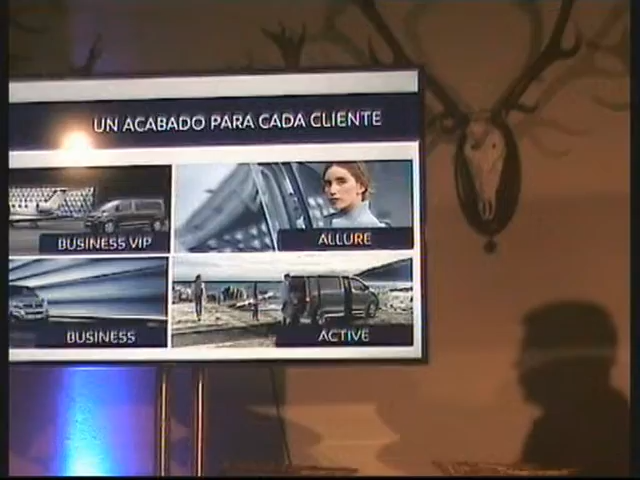 UN ACABADO PARA CADA CLIENTE
BUSINESS VIP
ALLURE
BUSINESS
ACTIVE